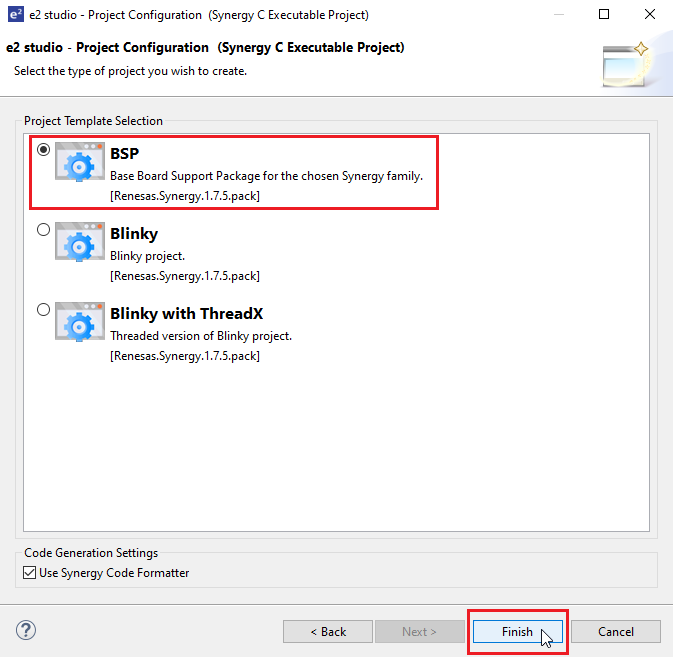 e² e2 studio - Project Configuration  (Synergy C Executable Project)
e2 studio - Project Configuration  (Synergy C Executable Project)
Select the type of project you wish to create.
Project Template Selection
BSP
Base Board Support Package for the chosen Synergy family.
[Renesas.Synergy.1.7.5.pack]
Blinky
Blinky project.
[Renesas.Synergy.1.7.5.pack]
Blinky with ThreadX
Threaded version of Blinky project.
[Renesas.Synergy.1.7.5.pack]
Code Generation Settings
Use Synergy Code Formatter
? < Back Next > Finish Cancel